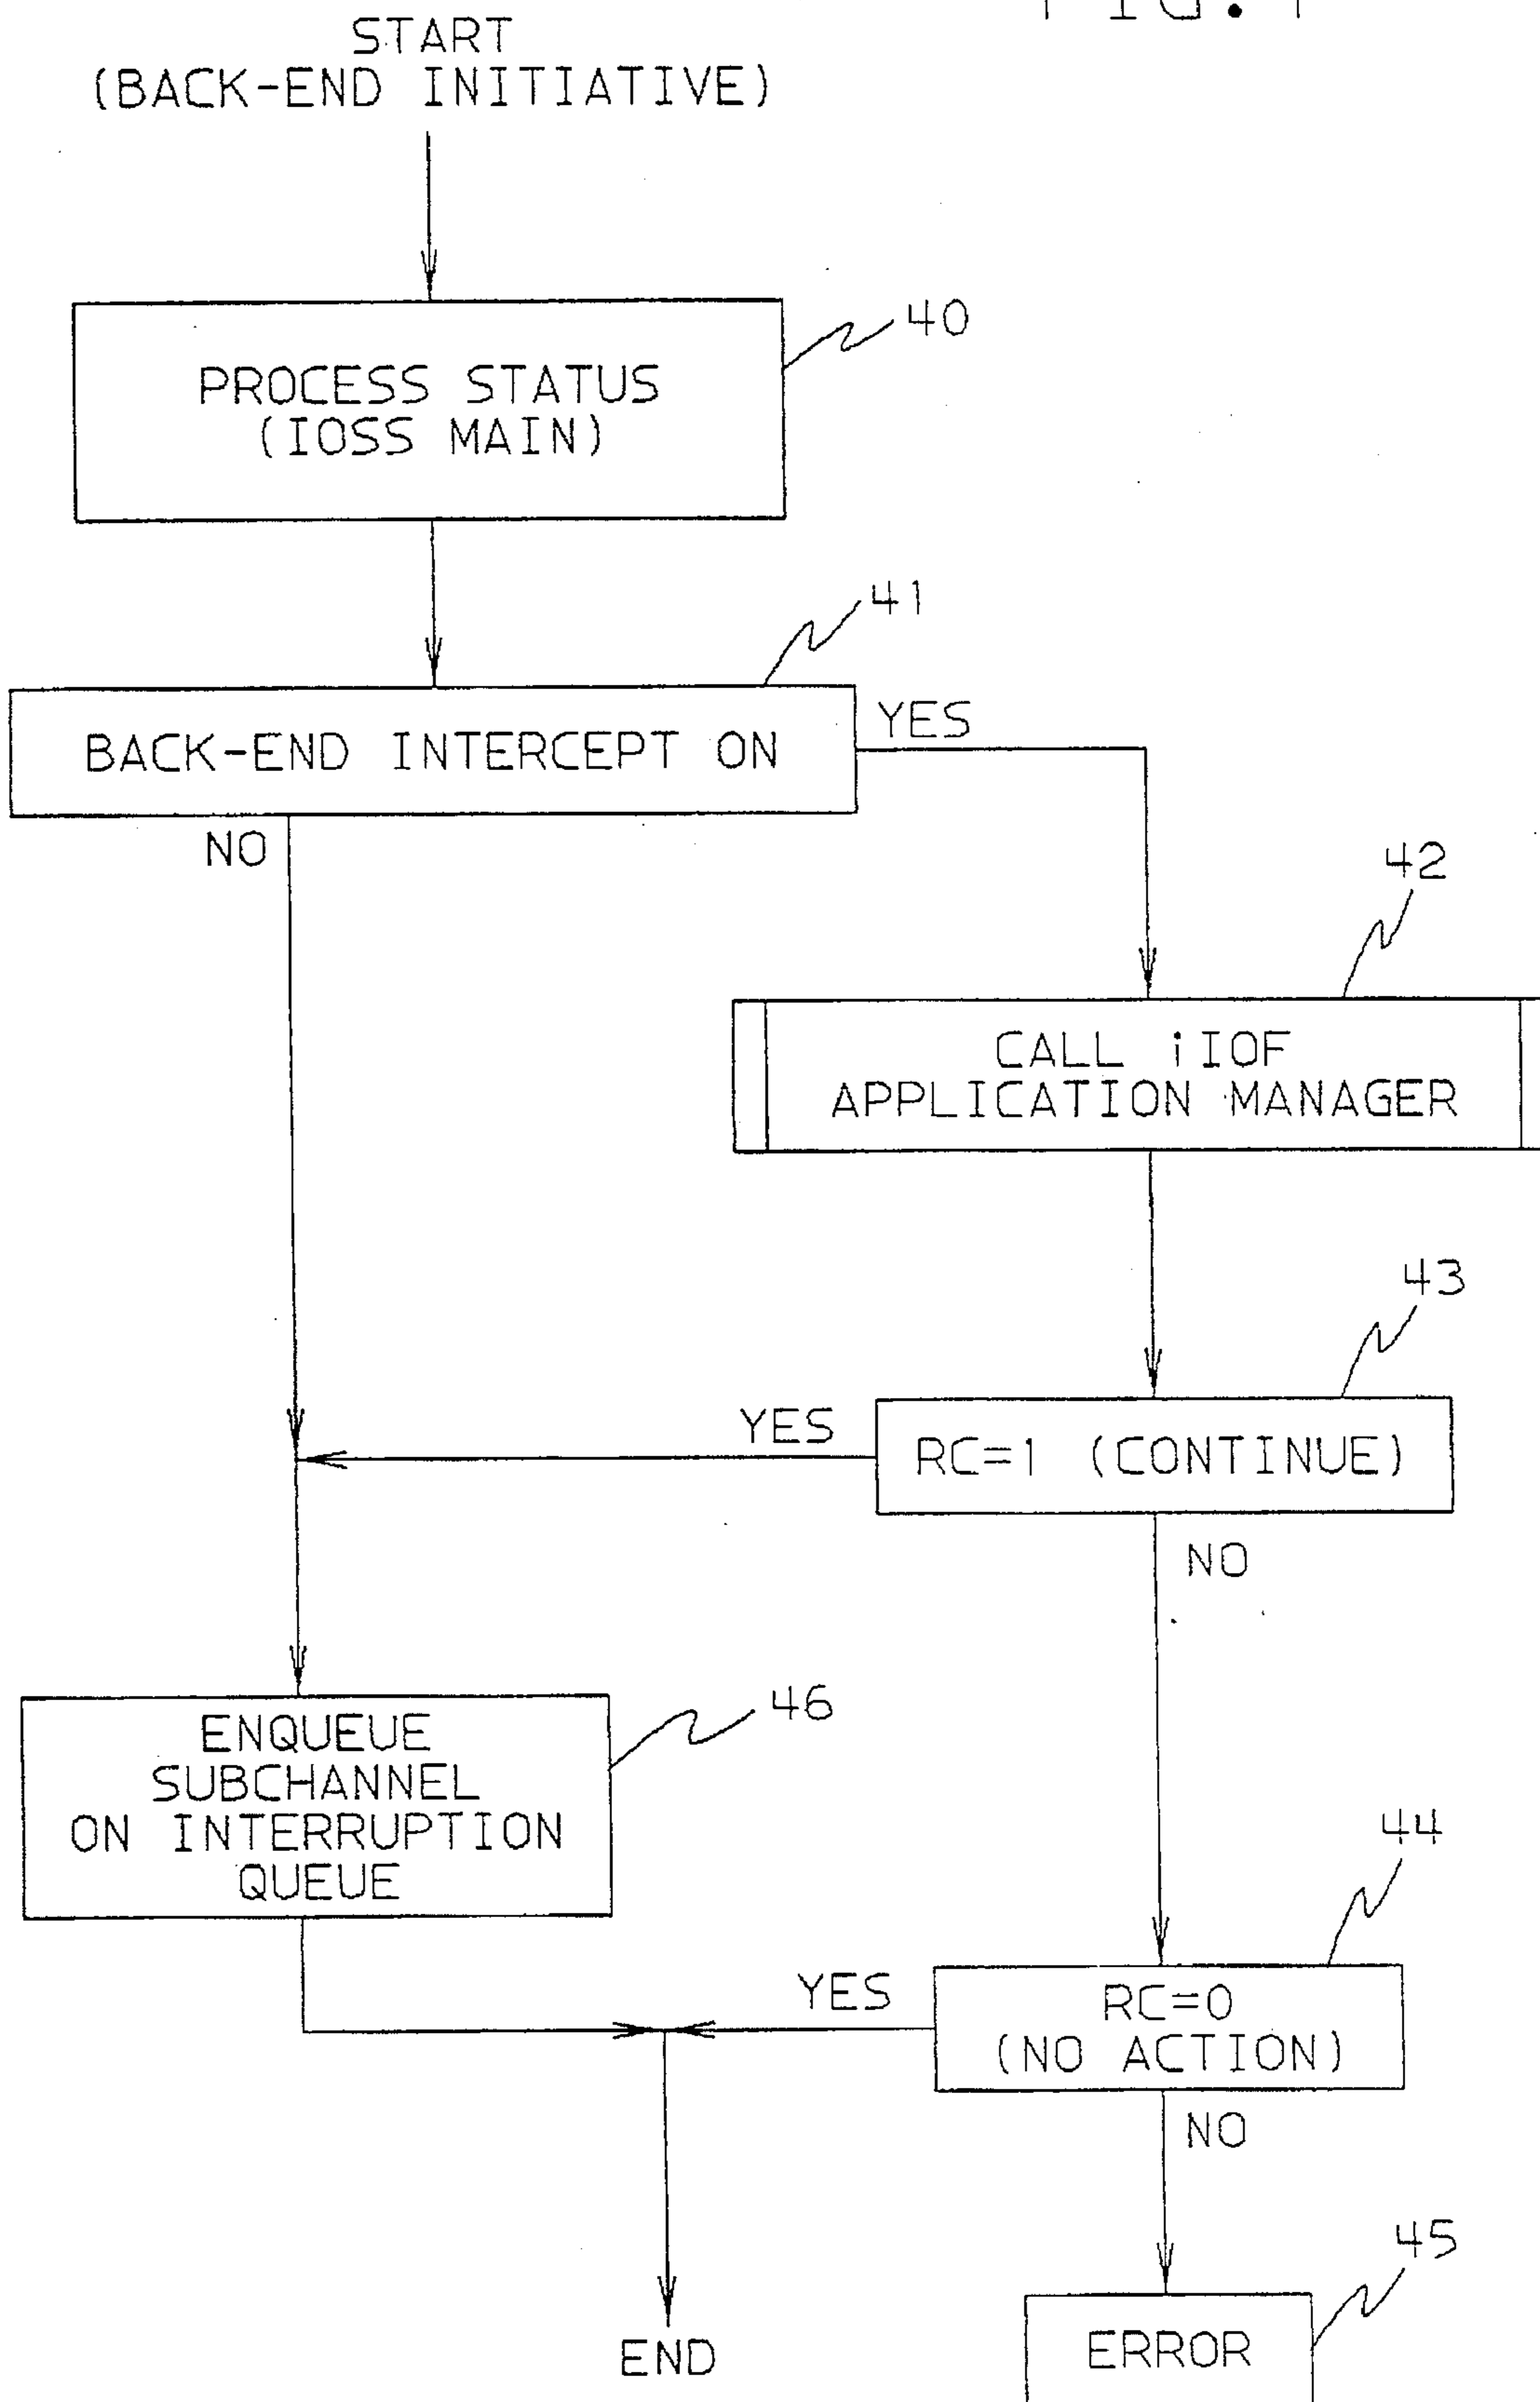 START
(BACK-END INITIATIVE)
40
PROCESS STATUS
(IOSS MAIN)
41
BACK-END INTERCEPT ON
YES
NO
42
CALL iIOF
APPLICATION MANAGER
43
YES
RC=1 (CONTINUE)
NO
46
ENQUEUE
SUBCHANNEL
ON INTERRUPTION
QUEUE
44
YES
RC=0
(NO ACTION)
NO
45
END
ERROR